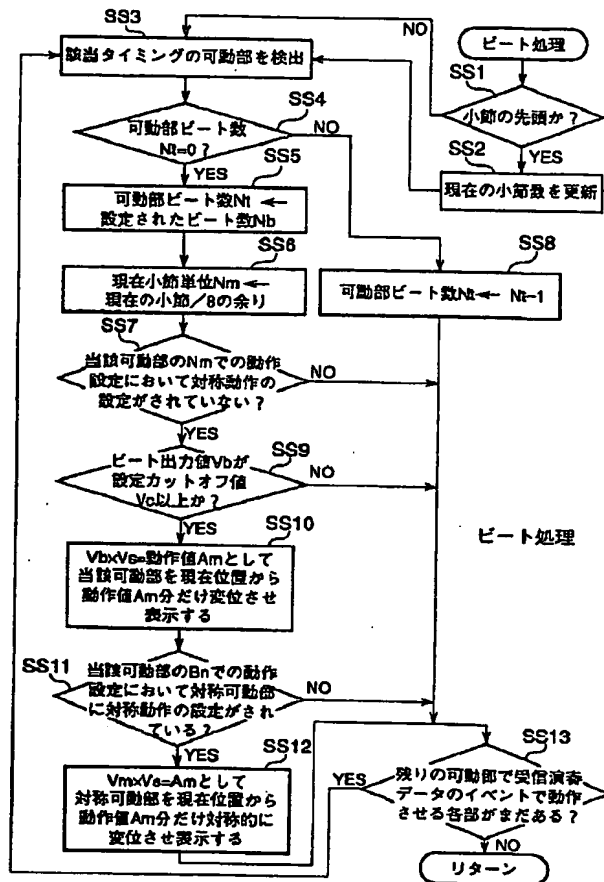 SS3
該当タイミングの可動部を検出
NO
ビート処理
SS1
小節の先頭か?
YES
SS2
現在の小節数を更新
SS4
可動部ビート数
Nt=0?
NO
YES
SS5
可動部ビート数Nt←
設定されたビート数Nb
SS6
現在小節単位Nm←
現在の小節/8の余り
SS8
可動部ビート数Nt← Nt-1
SS7
当該可動部のNmでの動作
設定において対称動作の
設定がされていない?
NO
YES
SS9
ビート出力値Vbが
設定カットオフ値
Vc以上か?
NO
YES
SS10
Vb×Vs=動作値Amとして
当該可動部を現在位置から
動作値Am分だけ変位させ
表示する
ビート処理
SS11
当該可動部のBnでの動作
設定において対称可動部
に対称動作の設定がされ
ている?
NO
YES
SS12
Vm×Vs=Amとして
対称可動部を現在位置から
動作値Am分だけ対称的に
変位させ表示する
SS13
残りの可動部で受信演奏
データのイベントで動作
させる各部がまだある?
YES
NO
リターン